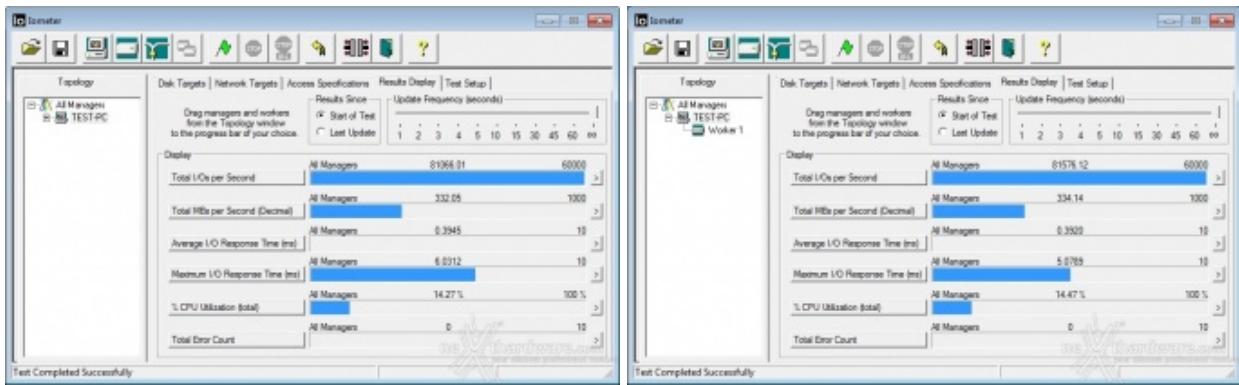 Iometer
Topology
All Managers
TEST-PC
Disk Targets | Network Targets | Access Specifications | Results Display | Test Setup
Drag managers and workers
from the Topology window
to the progress bar of your choice.
Results Since
Start of Test
Last Update
Update Frequency (seconds)
1 2 3 4 5 10 15 30 45 60 ∞
Display
All Managers 81066.01 60000
Total I/Os per Second
All Managers 332.05 1000
Total MBs per Second (Decimal)
All Managers 0.3945 10
Average I/O Response Time (ms)
All Managers 6.0312 10
Maximum I/O Response Time (ms)
All Managers 14.27 % 100 %
% CPU Utilization (total)
All Managers 0 10
Total Error Count
Test Completed Successfully
Iometer
Topology
All Managers
TEST-PC
Worker 1
Disk Targets | Network Targets | Access Specifications | Results Display | Test Setup
Drag managers and workers
from the Topology window
to the progress bar of your choice.
Results Since
Start of Test
Last Update
Update Frequency (seconds)
1 2 3 4 5 10 15 30 45 60 ∞
Display
All Managers 81576.12 60000
Total I/Os per Second
All Managers 334.14 1000
Total MBs per Second (Decimal)
All Managers 0.3920 10
Average I/O Response Time (ms)
All Managers 5.0789 10
Maximum I/O Response Time (ms)
All Managers 14.47 % 100 %
% CPU Utilization (total)
All Managers 0 10
Total Error Count
Test Completed Successfully